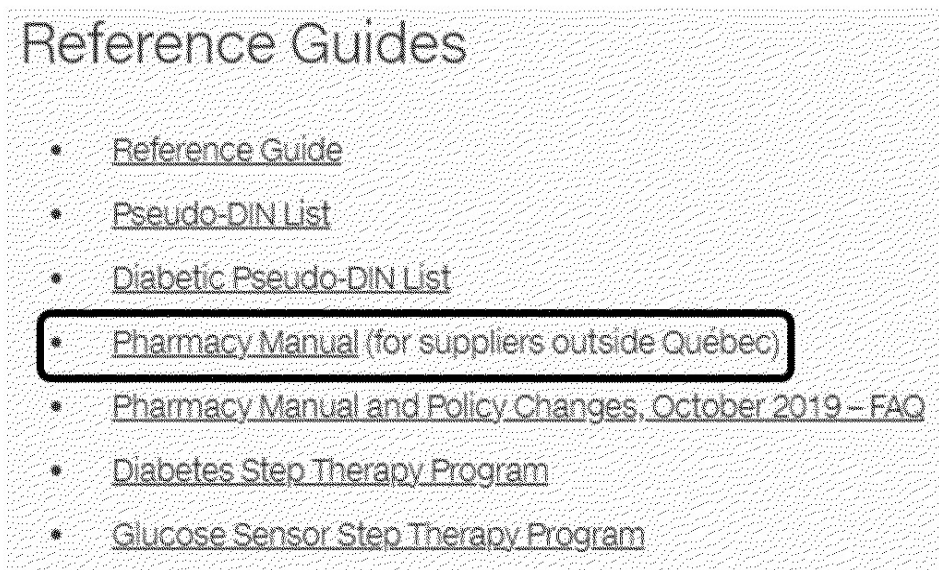 Reference Guides
• Reference Guide
• Pseudo-DIN List
• Diabetic Pseudo-DIN List
• Pharmacy Manual (for suppliers outside Québec)
• Pharmacy Manual and Policy Changes, October 2019 – FAQ
• Diabetes Step Therapy Program
• Glucose Sensor Step Therapy Program